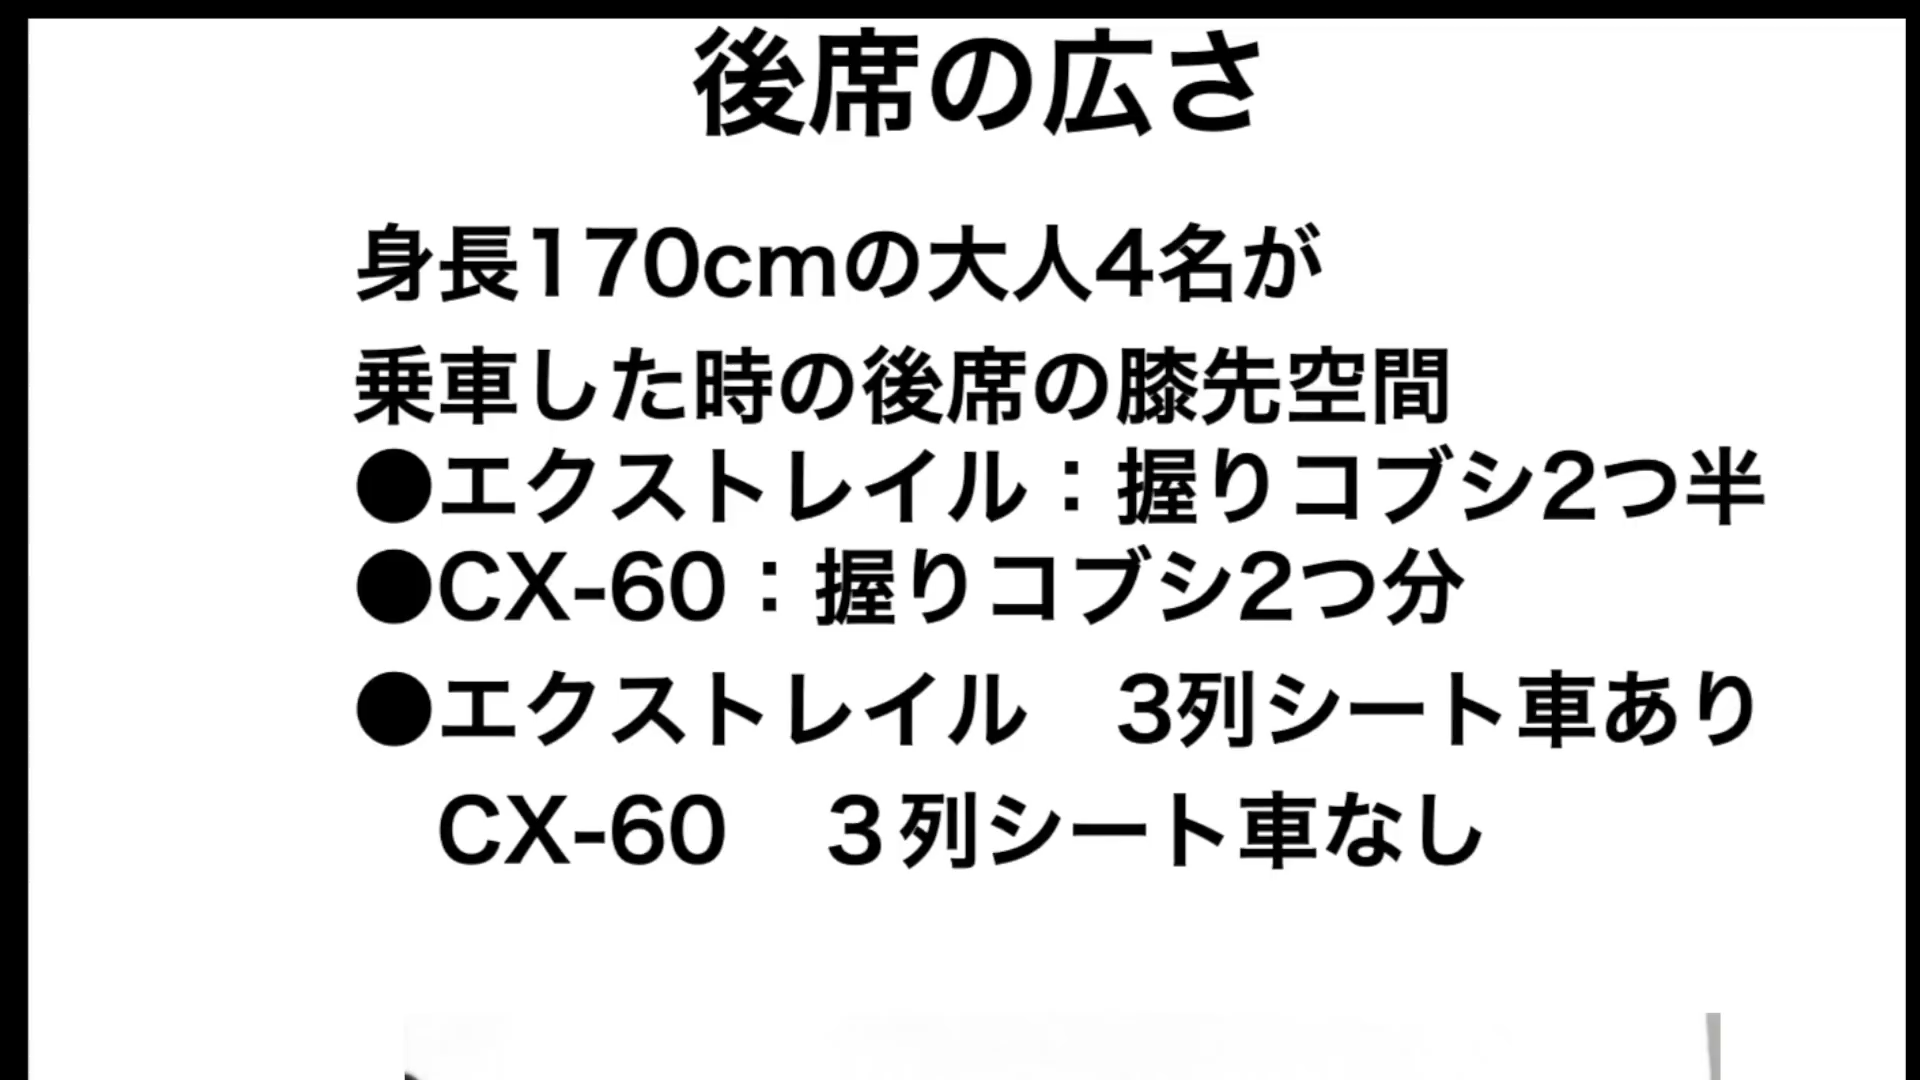 後席の広さ
身長170cmの大人4名が
乗車した時の後席の膝先空間
●エクストレイル：握りコブシ2つ半
●CX-60：握りコブシ2つ分
●エクストレイル　3列シート車あり
CX-60　３列シート車なし